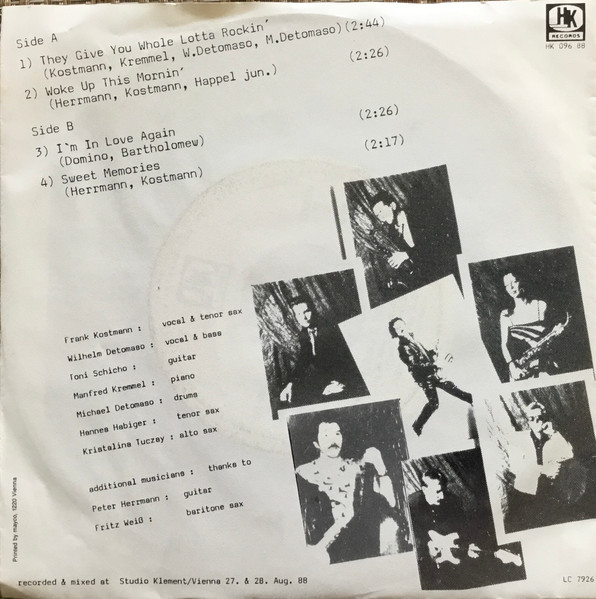 HK
RECORDS
HK 096 88
Side A
1) They Give You Whole Lotta Rockin' (2:44)
(Kostmann, Kremmel, W.Detomaso, M.Detomaso)
2) Woke Up This Mornin' (2:26)
(Herrmann, Kostmann, Happel jun.)
Side B
3) I`m In Love Again (2:26)
(Domino, Bartholomew)
4) Sweet Memories (2:17)
(Herrmann, Kostmann)
Frank Kostmann : vocal & tenor sax
Wilhelm Detomaso : vocal & bass
Toni Schicho : guitar
Manfred Kremmel : piano
Michael Detomaso : drums
Hannes Habiger : tenor sax
Kristalina Tuczay : alto sax
additional musicians : thanks to
Peter Herrmann : guitar
Fritz Weiß : baritone sax
Printed by mayco, 1220 Vienna
recorded & mixed at Studio Klement/Vienna 27. & 28. Aug. 88
LC 7926